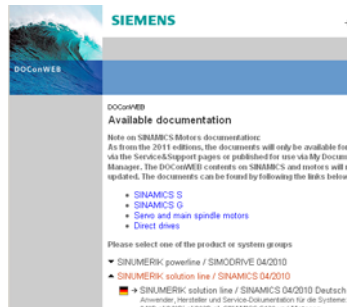 SIEMENS
DOConWEB
DOConWEB
Available documentation
Note on SINAMICS Motors documentation:
As from the 2011 editions, the documents will only be available for
via the Service&Support pages or published for use via My Docum
Manager. The DOConWEB contents on SINAMICS and motors will n
updated. The documents can be found by following the links below
SINAMICS S
SINAMICS G
Servo and main spindle motors
Direct drives
Please select one of the product or system groups
SINUMERIK powerline / SIMODRIVE 04/2010
SINUMERIK solution line / SINAMICS 04/2010
→ SINUMERIK solution line / SINAMICS 04/2010 Deutsch
Anwender, Hersteller und Service-Dokumentation für die Systeme